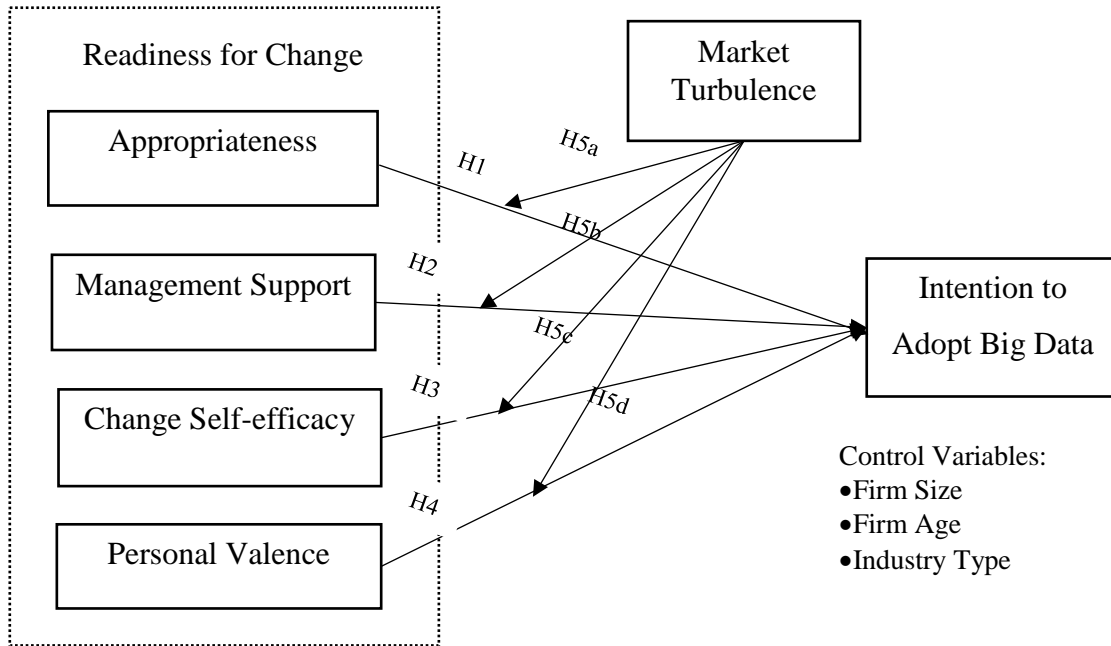 Readiness for Change
Appropriateness
Management Support
Change Self-efficacy
Personal Valence
Market
Turbulence
H1
H2
H3
H4
H5a
H5b
H5c
H5d
Intention to
Adopt Big Data
Control Variables:
•Firm Size
•Firm Age
•Industry Type